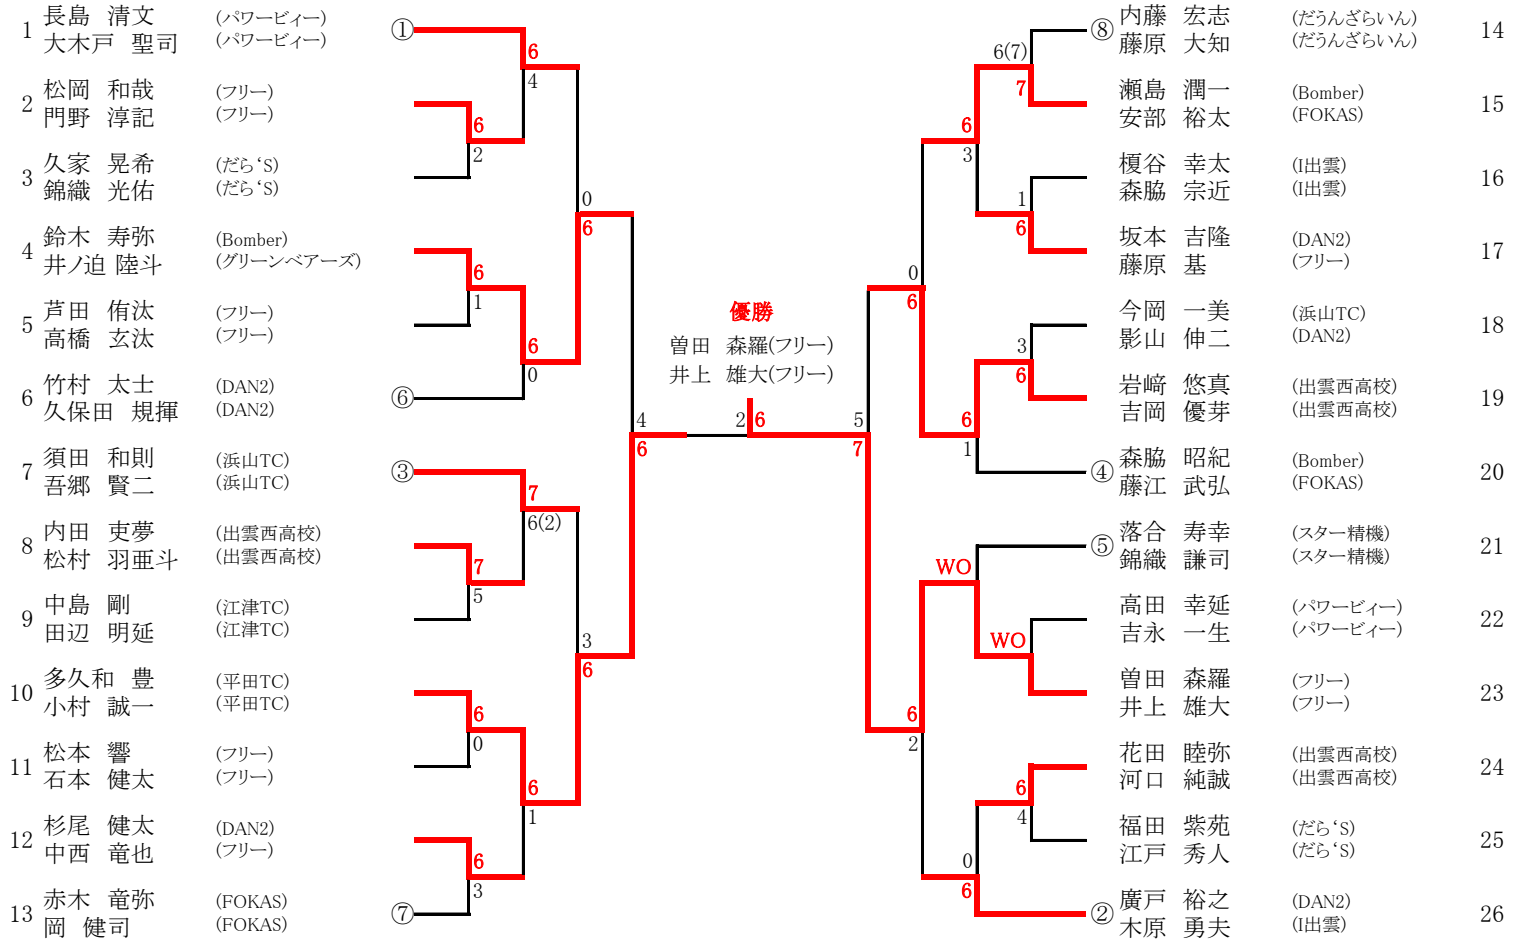 1 長島 清文 (パワービィー) ①
大木戸 聖司 (パワービィー)
2 松岡 和哉 (フリー)
門野 淳記 (フリー)
3 久家 晃希 (だら‘S)
錦織 光佑 (だら‘S)
4 鈴木 寿弥 (Bomber)
井ノ迫 陸斗 (グリーンベアーズ)
5 芦田 侑汰 (フリー)
高橋 玄汰 (フリー)
6 竹村 太士 (DAN2) ⑥
久保田 規揮 (DAN2)
7 須田 和則 (浜山TC) ③
吾郷 賢二 (浜山TC)
8 内田 吏夢 (出雲西高校)
松村 羽亜斗 (出雲西高校)
9 中島 剛 (江津TC)
田辺 明延 (江津TC)
10 多久和 豊 (平田TC)
小村 誠一 (平田TC)
11 松本 響 (フリー)
石本 健太 (フリー)
12 杉尾 健太 (DAN2)
中西 竜也 (フリー)
13 赤木 竜弥 (FOKAS) ⑦
岡 健司 (FOKAS)
6
4
6
2
0
6
6
1
6
0
7
6(2)
7
5
3
6
6
0
6
1
6
3
4
6
優勝
曽田 森羅(フリー)
井上 雄大(フリー)
2 6
5
7
0
6
6
3
6(7)
7
1
6
3
6
6
1
WO
WO
6
2
6
4
0
6
⑧ 内藤 宏志 (だうんざらいん) 14
藤原 大知 (だうんざらいん)
瀬島 潤一 (Bomber) 15
安部 裕太 (FOKAS)
榎谷 幸太 (I出雲) 16
森脇 宗近 (I出雲)
坂本 吉隆 (DAN2) 17
藤原 基 (フリー)
今岡 一美 (浜山TC) 18
影山 伸二 (DAN2)
岩﨑 悠真 (出雲西高校) 19
吉岡 優芽 (出雲西高校)
④ 森脇 昭紀 (Bomber) 20
藤江 武弘 (FOKAS)
⑤ 落合 寿幸 (スター精機) 21
錦織 謙司 (スター精機)
高田 幸延 (パワービィー) 22
吉永 一生 (パワービィー)
曽田 森羅 (フリー) 23
井上 雄大 (フリー)
花田 睦弥 (出雲西高校) 24
河口 純誠 (出雲西高校)
福田 紫苑 (だら‘S) 25
江戸 秀人 (だら‘S)
② 廣戸 裕之 (DAN2) 26
木原 勇夫 (I出雲)